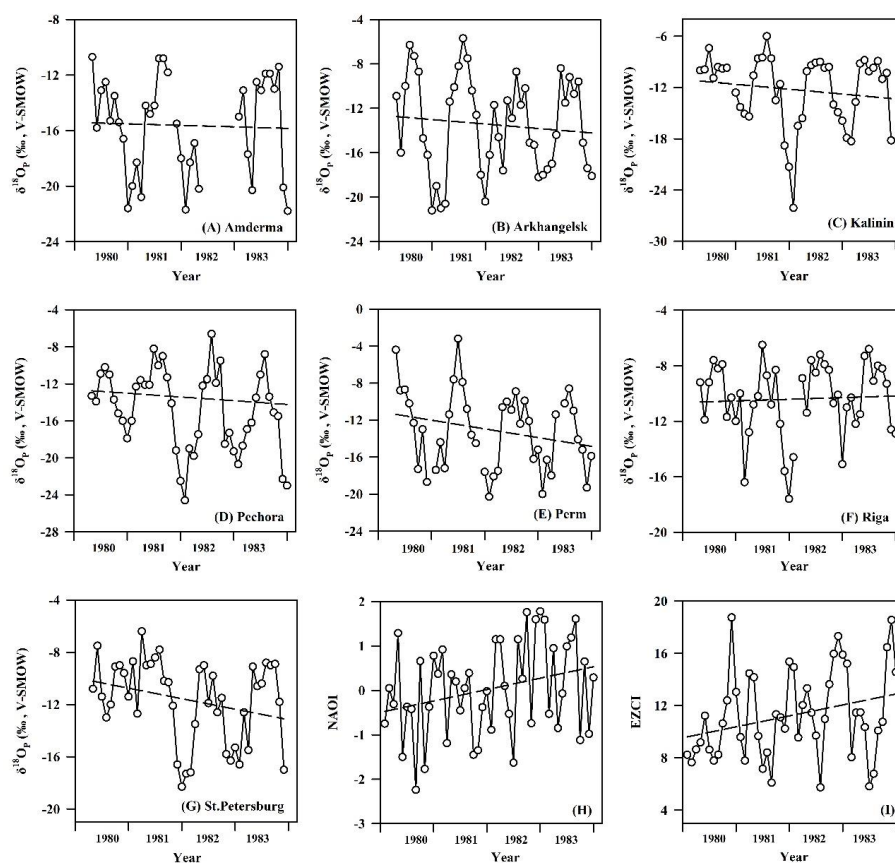 -8
-12
-16
-20
-24
δ¹⁸Oₚ (‰, V-SMOW)
(A) Amderma
1980 1981 1982 1983
Year
-4
-8
-12
-16
-20
-24
δ¹⁸Oₚ (‰, V-SMOW)
(B) Arkhangelsk
1980 1981 1982 1983
Year
-6
-12
-18
-24
-30
δ¹⁸Oₚ (‰, V-SMOW)
(C) Kalinin
1980 1981 1982 1983
Year
-4
-8
-12
-16
-20
-24
-28
δ¹⁸Oₚ (‰, V-SMOW)
(D) Pechora
1980 1981 1982 1983
Year
0
-4
-8
-12
-16
-20
-24
δ¹⁸Oₚ (‰, V-SMOW)
(E) Perm
1980 1981 1982 1983
Year
-4
-8
-12
-16
-20
δ¹⁸Oₚ (‰, V-SMOW)
(F) Riga
1980 1981 1982 1983
Year
-4
-8
-12
-16
-20
δ¹⁸Oₚ (‰, V-SMOW)
(G) St.Petersburg
1980 1981 1982 1983
Year
2
1
0
-1
-2
-3
NAOI
(H)
1980 1981 1982 1983
Year
20
16
12
8
4
EZCI
(I)
1980 1981 1982 1983
Year